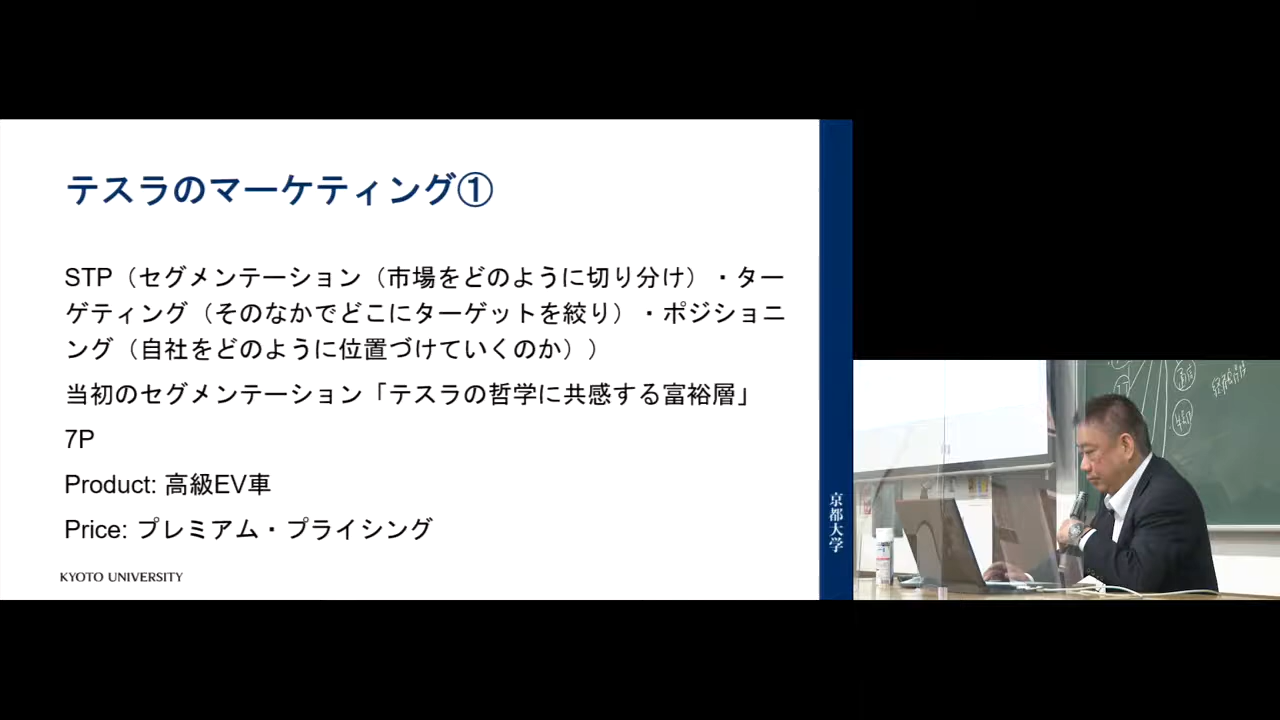 テスラのマーケティング①
STP（セグメンテーション（市場をどのように切り分け）・ター
ゲティング（そのなかでどこにターゲットを絞り）・ポジショニ
ング（自社をどのように位置づけていくのか））
当初のセグメンテーション「テスラの哲学に共感する富裕層」
7P
Product: 高級EV車
Price: プレミアム・プライシング
KYOTO UNIVERSITY
京都大学